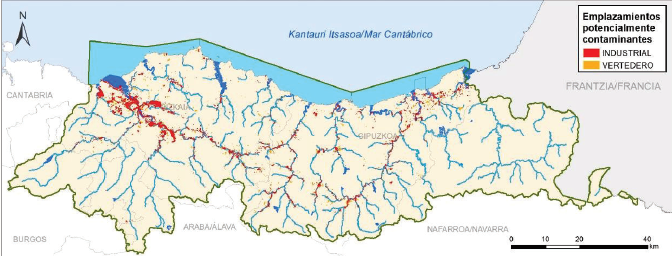 N
Kantauri Itsasoa/Mar Cantábrico
Emplazamientos
potencialmente
contaminantes
INDUSTRIAL
VERTEDERO
CANTABRIA
FRANTZIA/FRANCIA
GIPUZKOA
ARABA/ÁLAVA
NAFARROA/NAVARRA
BURGOS
0 10 20 40
km